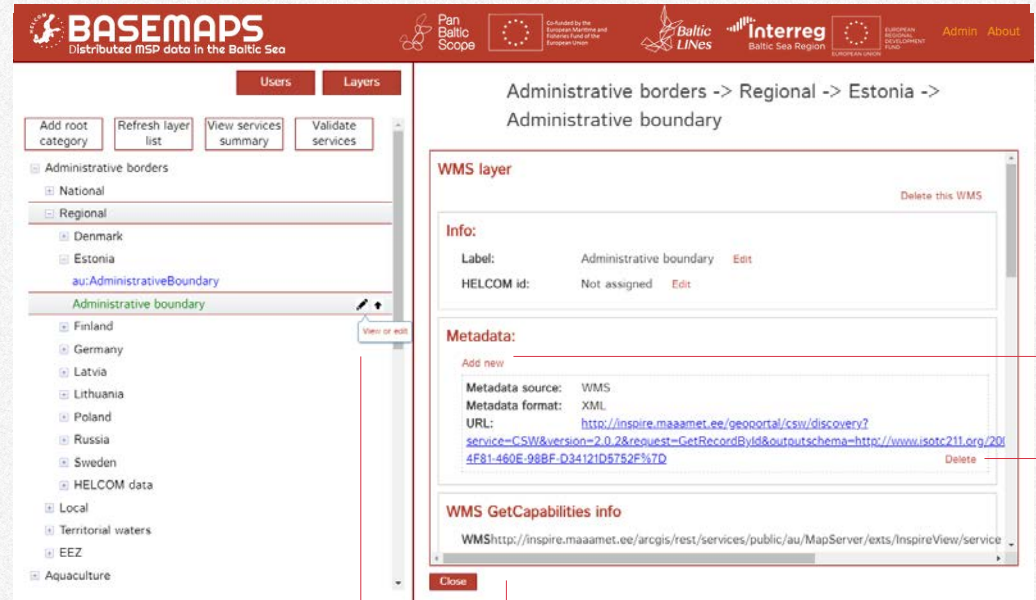 HELCOM
BASEMAPS
Distributed MSP data in the Baltic Sea
Pan
Baltic
Scope
Co-funded by the
European Maritime and
Fisheries Fund of the
European Union
Baltic
LINes
Interreg
Baltic Sea Region
EUROPEAN UNION
EUROPEAN
REGIONAL
DEVELOPMENT
FUND
Admin About
Users Layers
Add root
category
Refresh layer
list
View services
summary
Validate
services
Administrative borders
National
Regional
Denmark
Estonia
au:AdministrativeBoundary
Administrative boundary
View or edit
Finland
Germany
Latvia
Lithuania
Poland
Russia
Sweden
HELCOM data
Local
Territorial waters
EEZ
Aquaculture
Administrative borders -> Regional -> Estonia ->
Administrative boundary
WMS layer
Delete this WMS
Info:
Label: Administrative boundary Edit
HELCOM id: Not assigned Edit
Metadata:
Add new
Metadata source: WMS
Metadata format: XML
URL: http://inspire.maaamet.ee/geoportal/csw/discovery?
service=CSW&version=2.0.2&request=GetRecordById&outputschema=http://www.isotc211.org/200
4F81-460E-98BF-D34121D5752F%7D
Delete
WMS GetCapabilities info
WMShttp://inspire.maaamet.ee/arcgis/rest/services/public/au/MapServer/exts/InspireView/service
Close